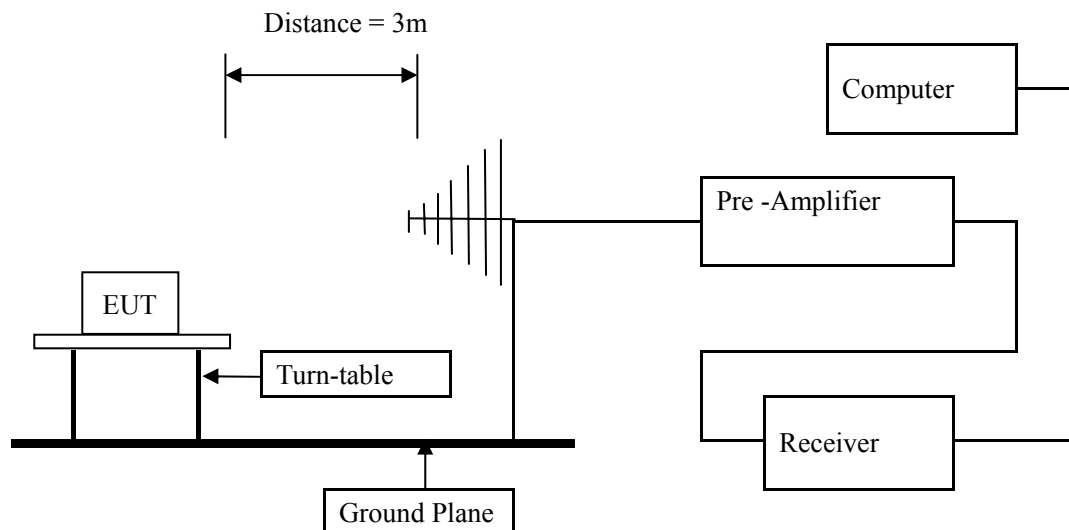 Distance = 3m
Computer
Pre -Amplifier
EUT
Turn-table
Receiver
Ground Plane